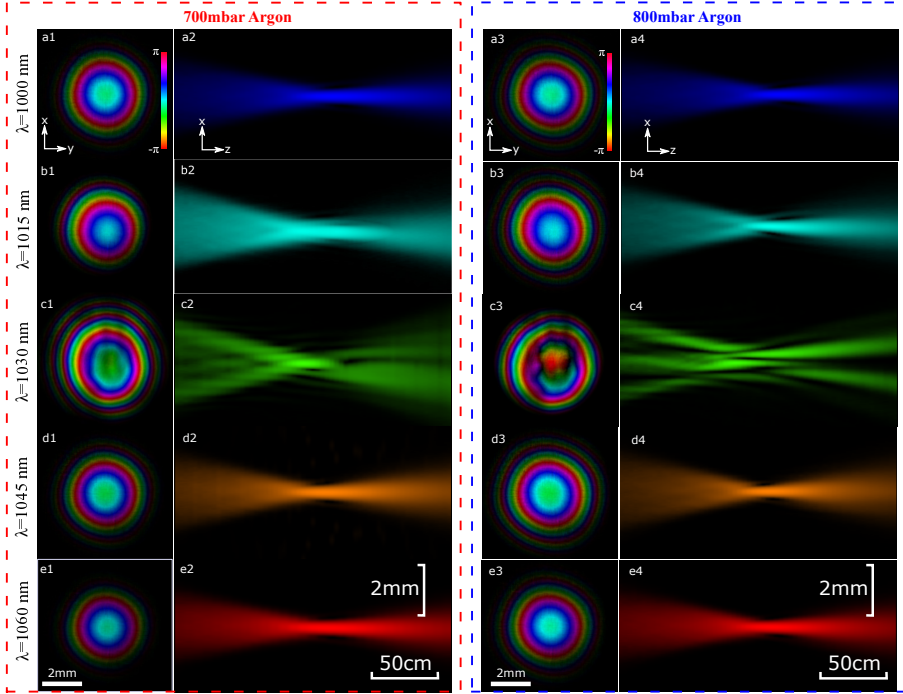 700mbar Argon
800mbar Argon
λ=1000 nm
a1
π
-π
x
y
a2
x
z
a3
π
-π
x
y
a4
x
z
λ=1015 nm
b1
b2
b3
b4
λ=1030 nm
c1
c2
c3
c4
λ=1045 nm
d1
d2
d3
d4
λ=1060 nm
e1
2mm
e2
2mm
50cm
e3
2mm
e4
2mm
50cm